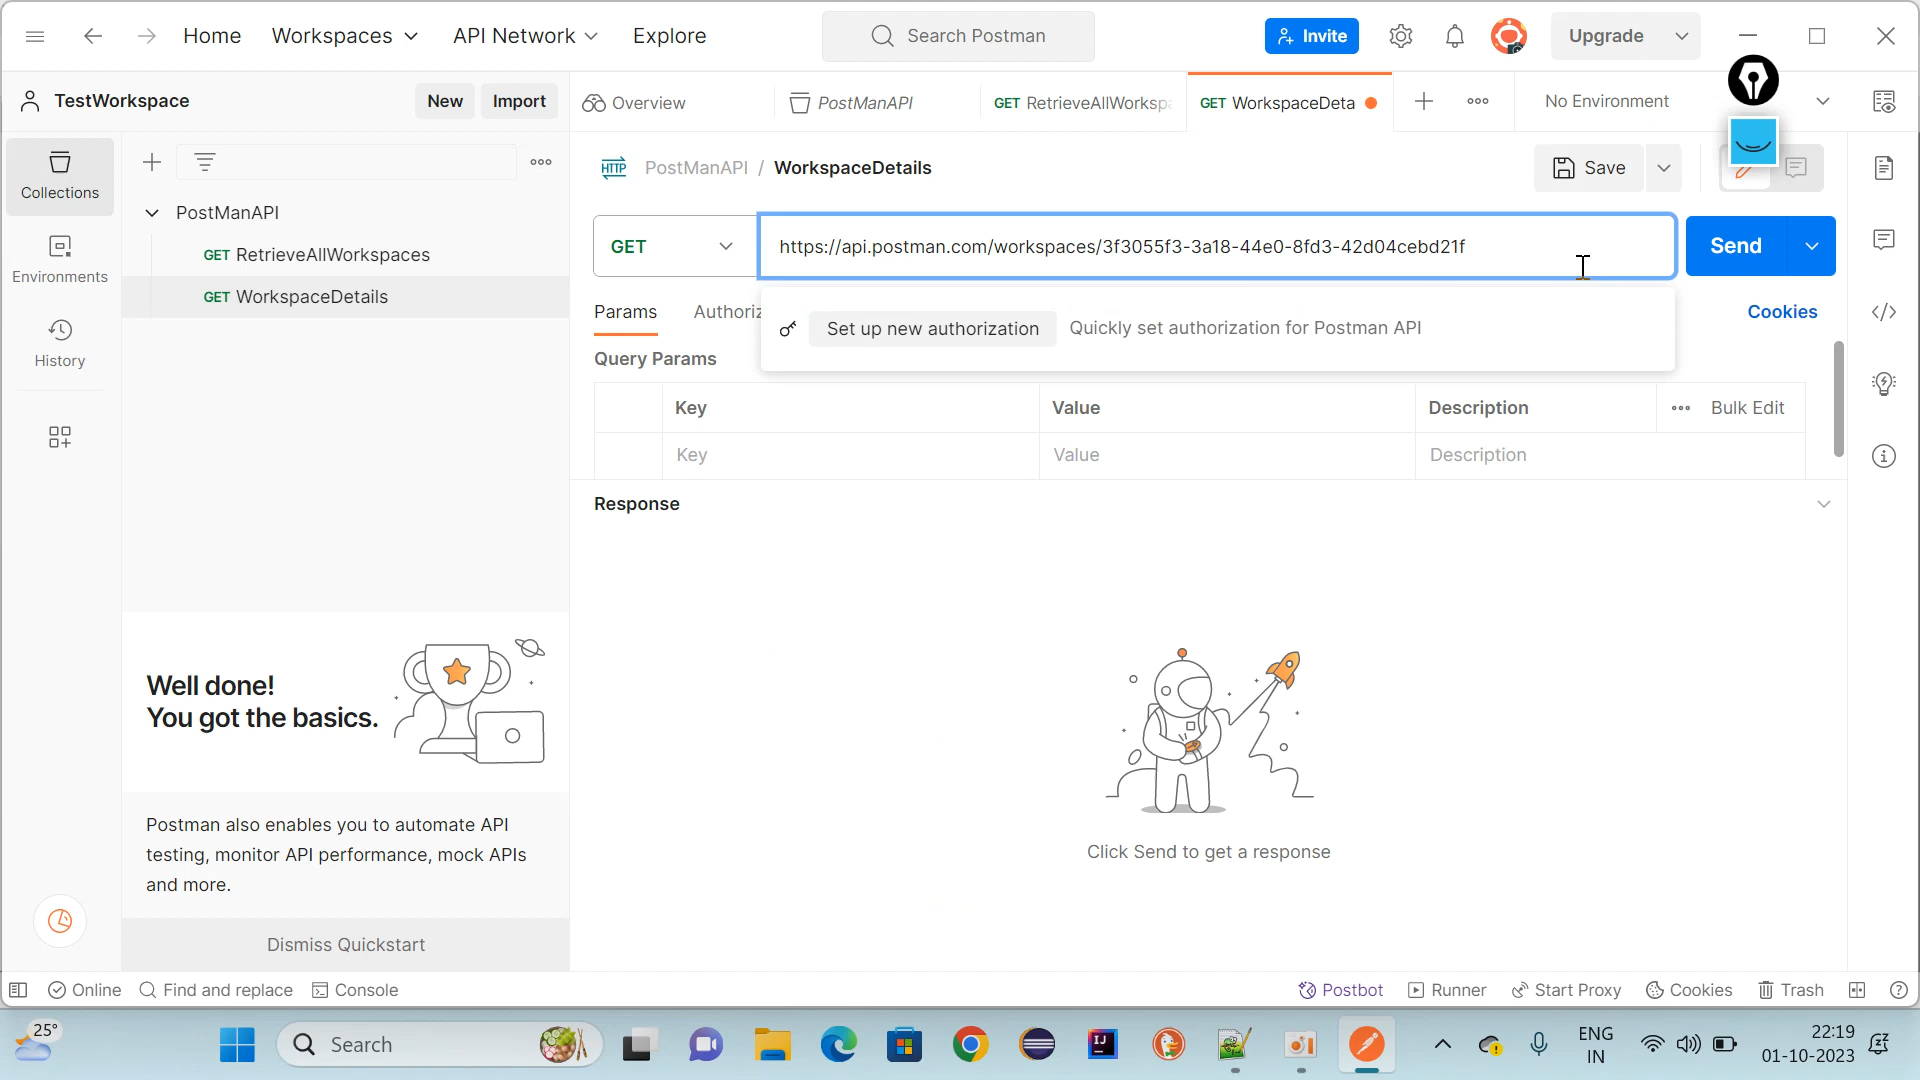 Home
Workspaces
API Network
Explore
Search Postman
Invite
Upgrade
TestWorkspace
New
Import
Overview
PostManAPI
GET RetrieveAllWorkspa
GET WorkspaceDeta
No Environment
Collections
Environments
History
PostManAPI
GET RetrieveAllWorkspaces
GET WorkspaceDetails
HTTP
PostManAPI / WorkspaceDetails
Save
GET
https://api.postman.com/workspaces/3f3055f3-3a18-44e0-8fd3-42d04cebd21f
Send
Params
Authoriz
Set up new authorization Quickly set authorization for Postman API
Cookies
Query Params
Key Value Description Bulk Edit
Key Value Description
Response
Click Send to get a response
Well done!
You got the basics.
Postman also enables you to automate API
testing, monitor API performance, mock APIs
and more.
Dismiss Quickstart
Online
Find and replace
Console
Postbot
Runner
Start Proxy
Cookies
Trash
25°
Search
IJ
ENG
IN
22:19
01-10-2023